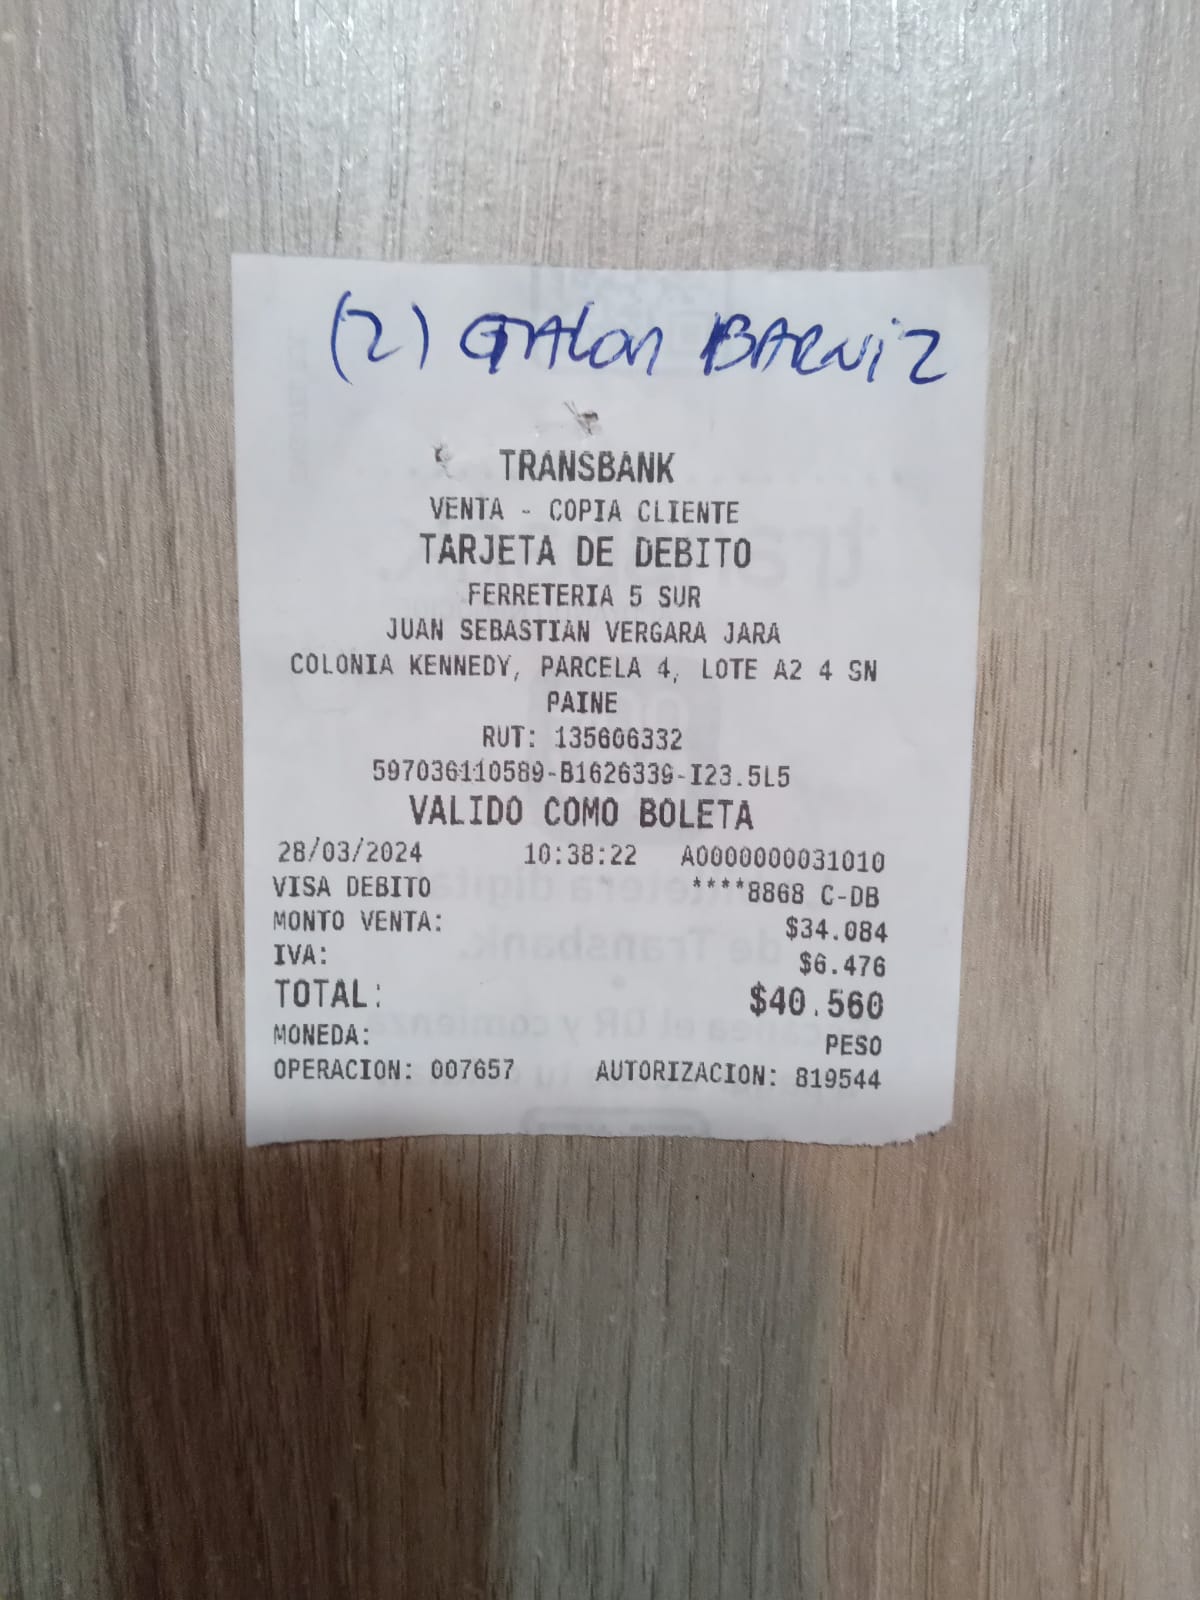 (2) GALON BARNIZ
TRANSBANK
VENTA - COPIA CLIENTE
TARJETA DE DEBITO
FERRETERIA 5 SUR
JUAN SEBASTIAN VERGARA JARA
COLONIA KENNEDY, PARCELA 4, LOTE A2 4 SN
PAINE
RUT: 135606332
597036110589-B1626339-I23.5L5
VALIDO COMO BOLETA
28/03/2024 10:38:22 A0000000031010
VISA DEBITO ****8868 C-DB
MONTO VENTA: $34.084
IVA: $6.476
TOTAL: $40.560
MONEDA: PESO
OPERACION: 007657 AUTORIZACION: 819544